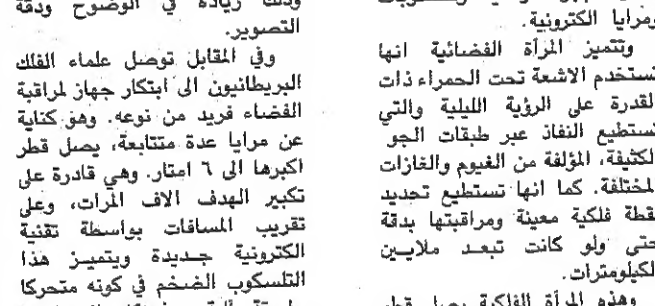 ومرايا الكترونية.
وتتميز المرآة الفضائية انها
تستخدم الاشعة تحت الحمراء ذات
القدرة على الرؤية الليلية والتي
تستطيع النفاذ عبر طبقات الجو
الكثيفة، المؤلفة من الغيوم والغازات
المختلفة. كما انها تستطيع تحديد
نقطة فلكية معينة ومراقبتها بدقة
حتى ولو كانت تبعد ملايين
الكيلومترات.
وهذه المرآة الفلكية يصل قطر
وذلك زيادة في الوضوح ودقة
التصوير.
وفي المقابل توصل علماء الفلك
البريطانيون الى ابتكار جهاز لمراقبة
الفضاء فريد من نوعه. وهو كناية
عن مرايا عدة متتابعة، يصل قطر
اكبرها الى ٦ امتار. وهي قادرة على
تكبير الهدف الاف المرات، وعلى
تقريب المسافات بواسطة تقنية
الكترونية جديدة ويتميز هذا
التلسكوب الضخم في كونه متحركا